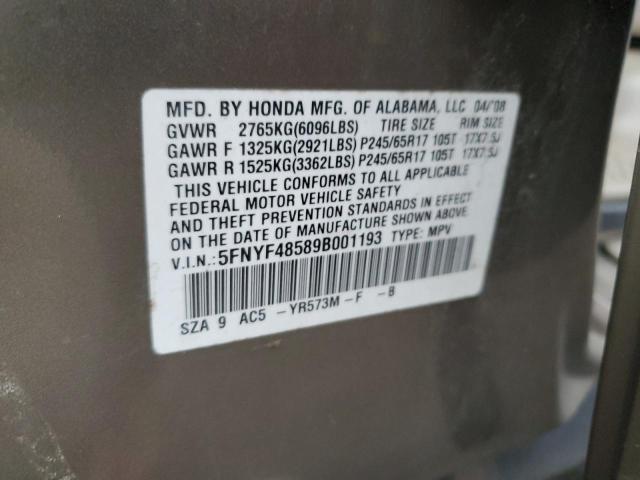 MFD. BY HONDA MFG. OF ALABAMA, LLC 04/08
GVWR 2765KG(6096LBS) TIRE SIZE RIM SIZE
GAWR F 1325KG(2921LBS) P245/65R17 105T 17X7.5J
GAWR R 1525KG(3362LBS) P245/65R17 105T 17X7.5J
THIS VEHICLE CONFORMS TO ALL APPLICABLE
FEDERAL MOTOR VEHICLE SAFETY
AND THEFT PREVENTION STANDARDS IN EFFECT
ON THE DATE OF MANUFACTURE SHOWN ABOVE
V.I.N.:5FNYF48589B001193 TYPE: MPV
SZA 9 AC5 -YR573M-F -B